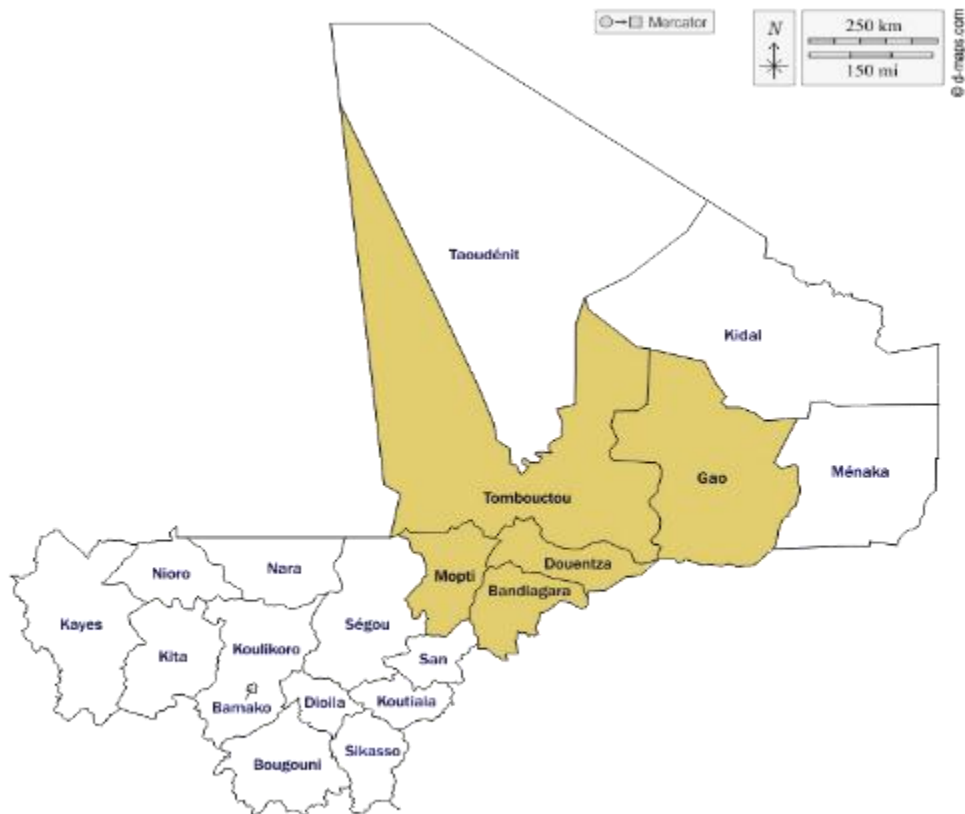 Mercator
N
250 km
150 mi
© d-maps.com
Taoudénit
Kidal
Gao
Ménaka
Tombouctou
Mopti
Douentza
Bandiagara
Nioro
Nara
Kayes
Kita
Koulikoro
Ségou
San
Bamako
Dioila
Koutiala
Bougouni
Sikasso